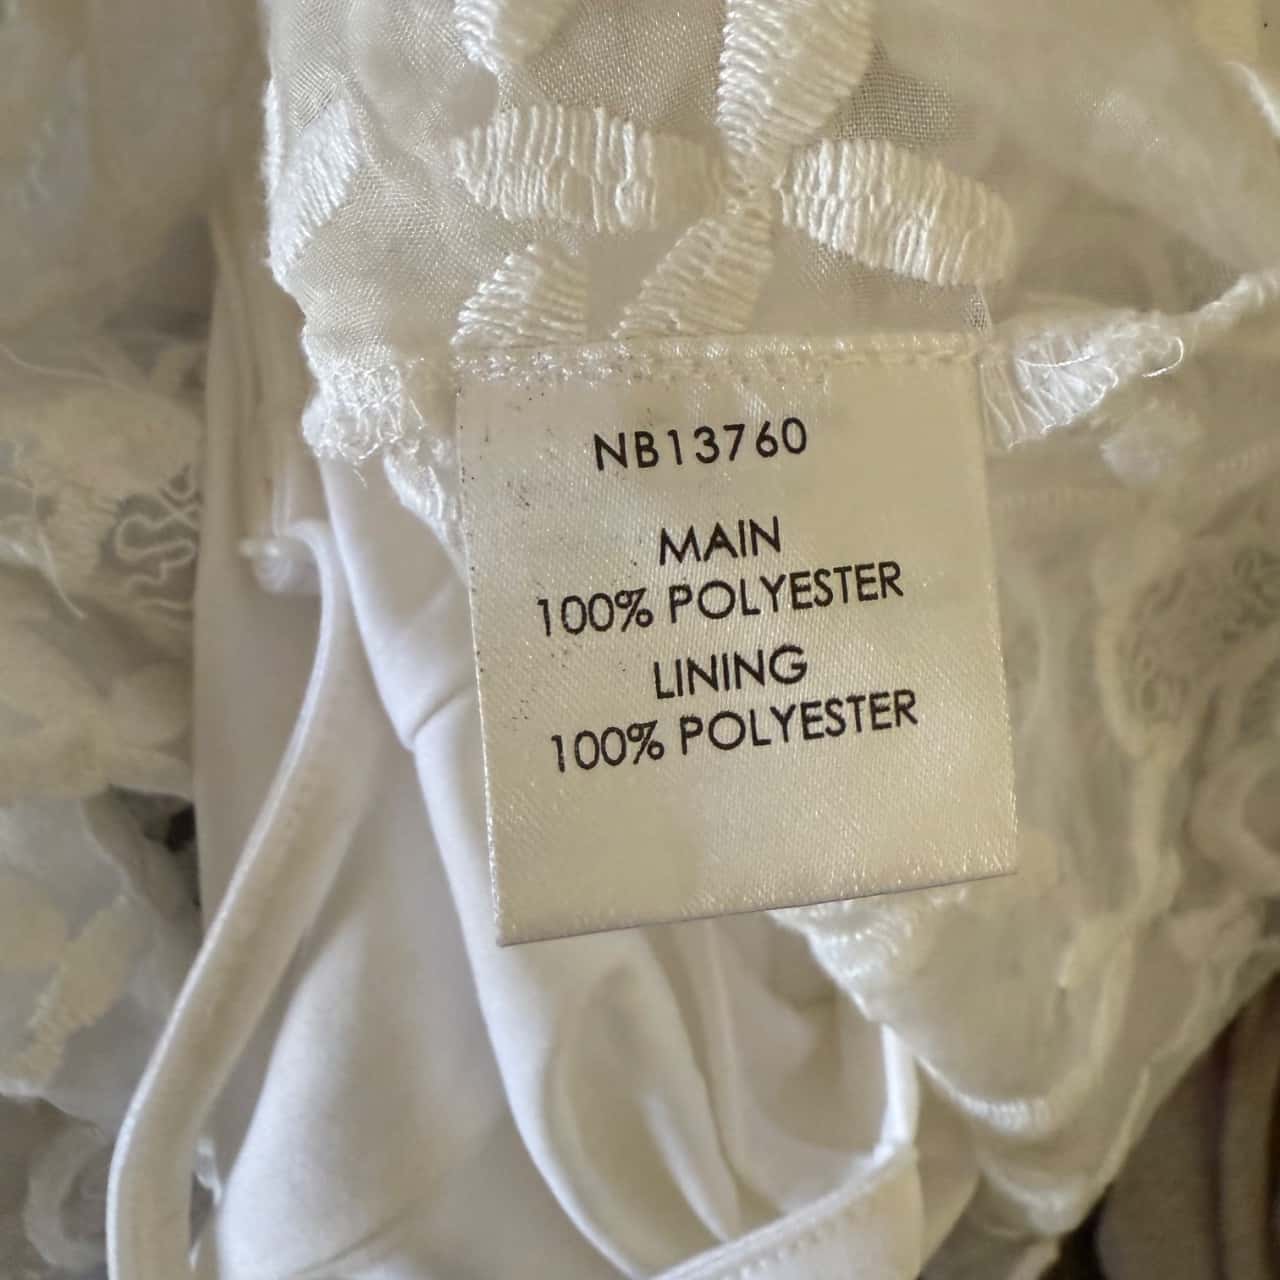 NB13760
MAIN
100% POLYESTER
LINING
100% POLYESTER